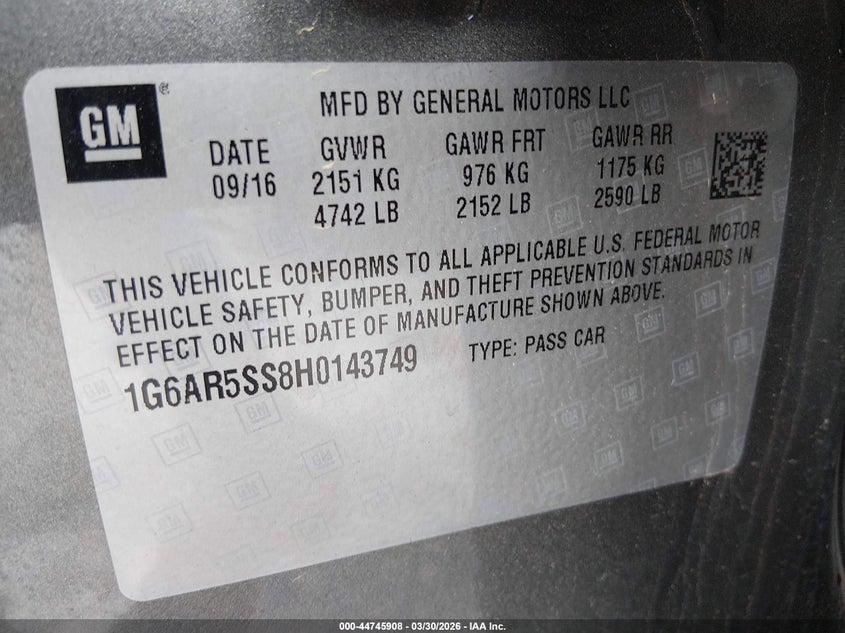 GM ®
MFD BY GENERAL MOTORS LLC
DATE GVWR GAWR FRT GAWR RR
09/16 2151 KG 976 KG 1175 KG
4742 LB 2152 LB 2590 LB
THIS VEHICLE CONFORMS TO ALL APPLICABLE U.S. FEDERAL MOTOR
VEHICLE SAFETY, BUMPER, AND THEFT PREVENTION STANDARDS IN
EFFECT ON THE DATE OF MANUFACTURE SHOWN ABOVE.
1G6AR5SS8H0143749 TYPE: PASS CAR
000-44745908 - 03/30/2026 - IAA Inc.